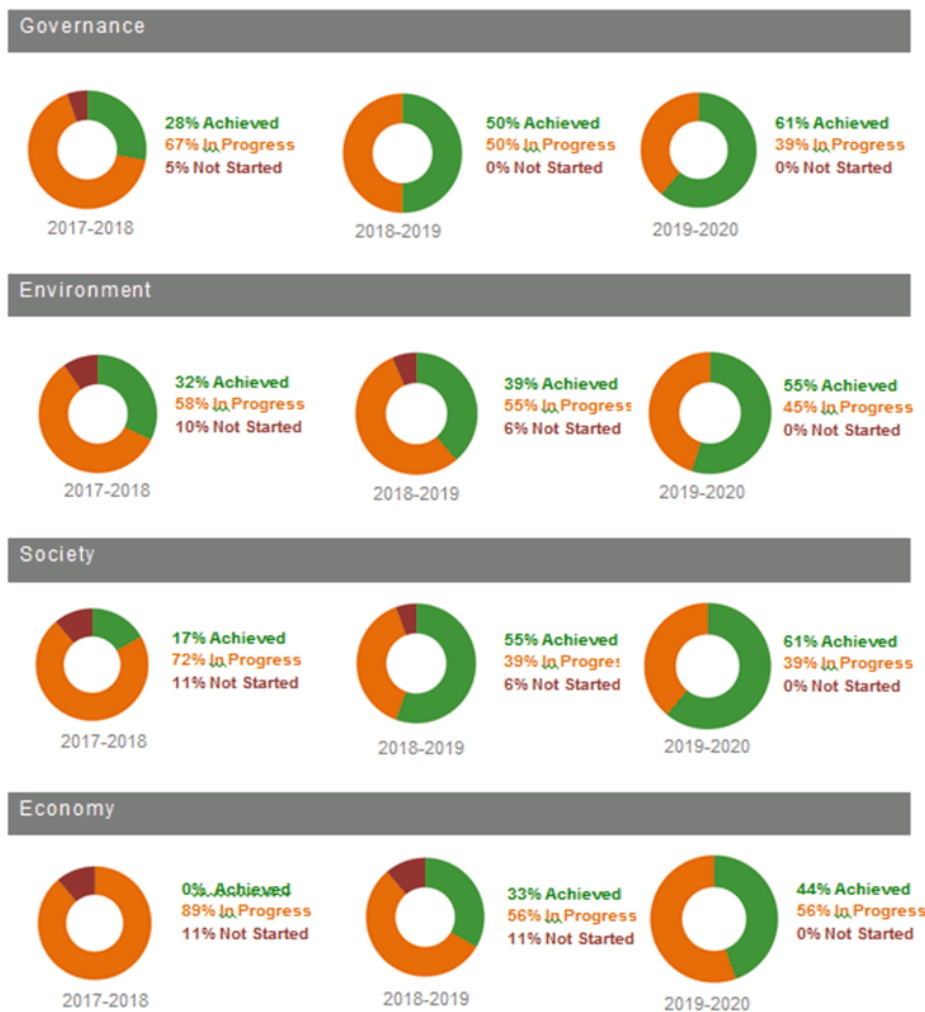 Governance
28% Achieved
67% In Progress
5% Not Started
2017-2018
50% Achieved
50% In Progress
0% Not Started
2018-2019
61% Achieved
39% In Progress
0% Not Started
2019-2020
Environment
32% Achieved
58% In Progress
10% Not Started
2017-2018
39% Achieved
55% In Progress
6% Not Started
2018-2019
55% Achieved
45% In Progress
0% Not Started
2019-2020
Society
17% Achieved
72% In Progress
11% Not Started
2017-2018
55% Achieved
39% In Progres
6% Not Started
2018-2019
61% Achieved
39% In Progress
0% Not Started
2019-2020
Economy
0% Achieved
89% In Progress
11% Not Started
2017-2018
33% Achieved
56% In Progress
11% Not Started
2018-2019
44% Achieved
56% In Progress
0% Not Started
2019-2020